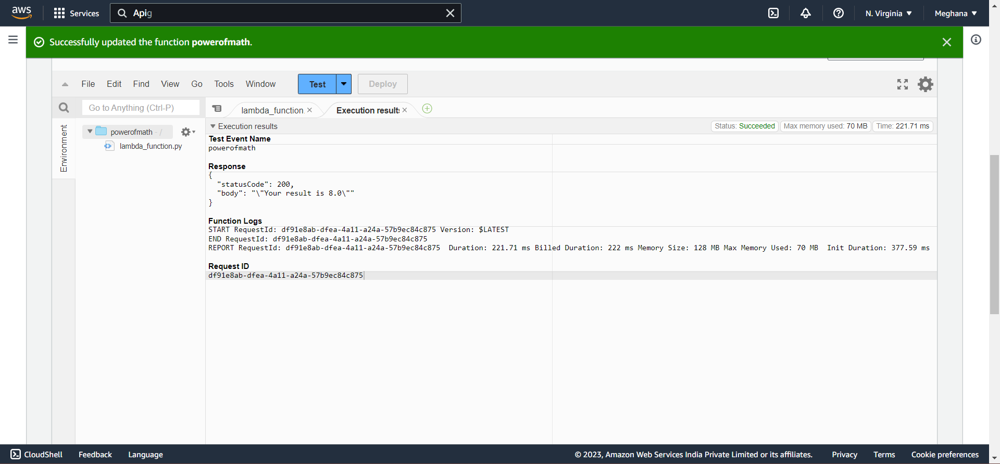 aws
Services
Apig
N. Virginia
Meghana
Successfully updated the function powerofmath.
File Edit Find View Go Tools Window
Test
Deploy
Go to Anything (Ctrl-P)
lambda_function.
Execution results
Environment
powerofmath - /
lambda_function.py
Execution results
Status: Succeeded
Max memory used: 70 MB
Time: 221.71 ms
Test Event Name
powerofmath
Response
{
  "statusCode": 200,
  "body": "\"Your result is 8.0\""
}
Function Logs
START RequestId: df91e8ab-dfea-4a11-a24a-57b9ec84c875 Version: $LATEST
END RequestId: df91e8ab-dfea-4a11-a24a-57b9ec84c875
REPORT RequestId: df91e8ab-dfea-4a11-a24a-57b9ec84c875  Duration: 221.71 ms Billed Duration: 222 ms Memory Size: 128 MB Max Memory Used: 70 MB  Init Duration: 377.59 ms
Request ID
df91e8ab-dfea-4a11-a24a-57b9ec84c875
CloudShell
Feedback
Language
© 2023, Amazon Web Services India Private Limited or its affiliates.
Privacy
Terms
Cookie preferences